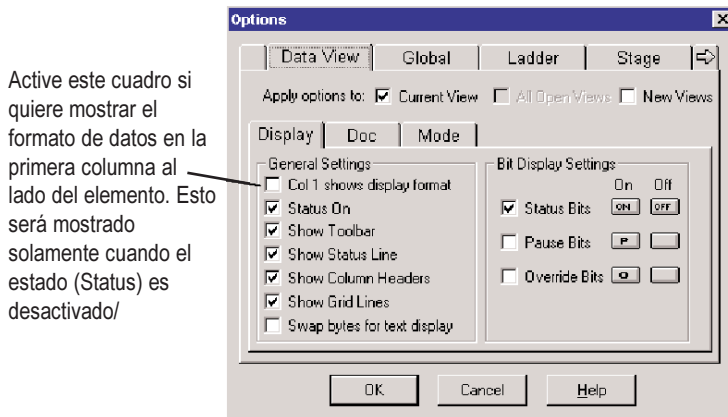 Options
Data View Global Ladder Stage
Apply options to: Current View All Open Views New Views
Display Doc Mode
Active este cuadro si
quiere mostrar el
formato de datos en la
primera columna al
lado del elemento. Esto
será mostrado
solamente cuando el
estado (Status) es
desactivado/
General Settings
Col 1 shows display format
Status On
Show Toolbar
Show Status Line
Show Column Headers
Show Grid Lines
Swap bytes for text display
Bit Display Settings
On Off
Status Bits ON OFF
Pause Bits P
Override Bits O
OK Cancel Help